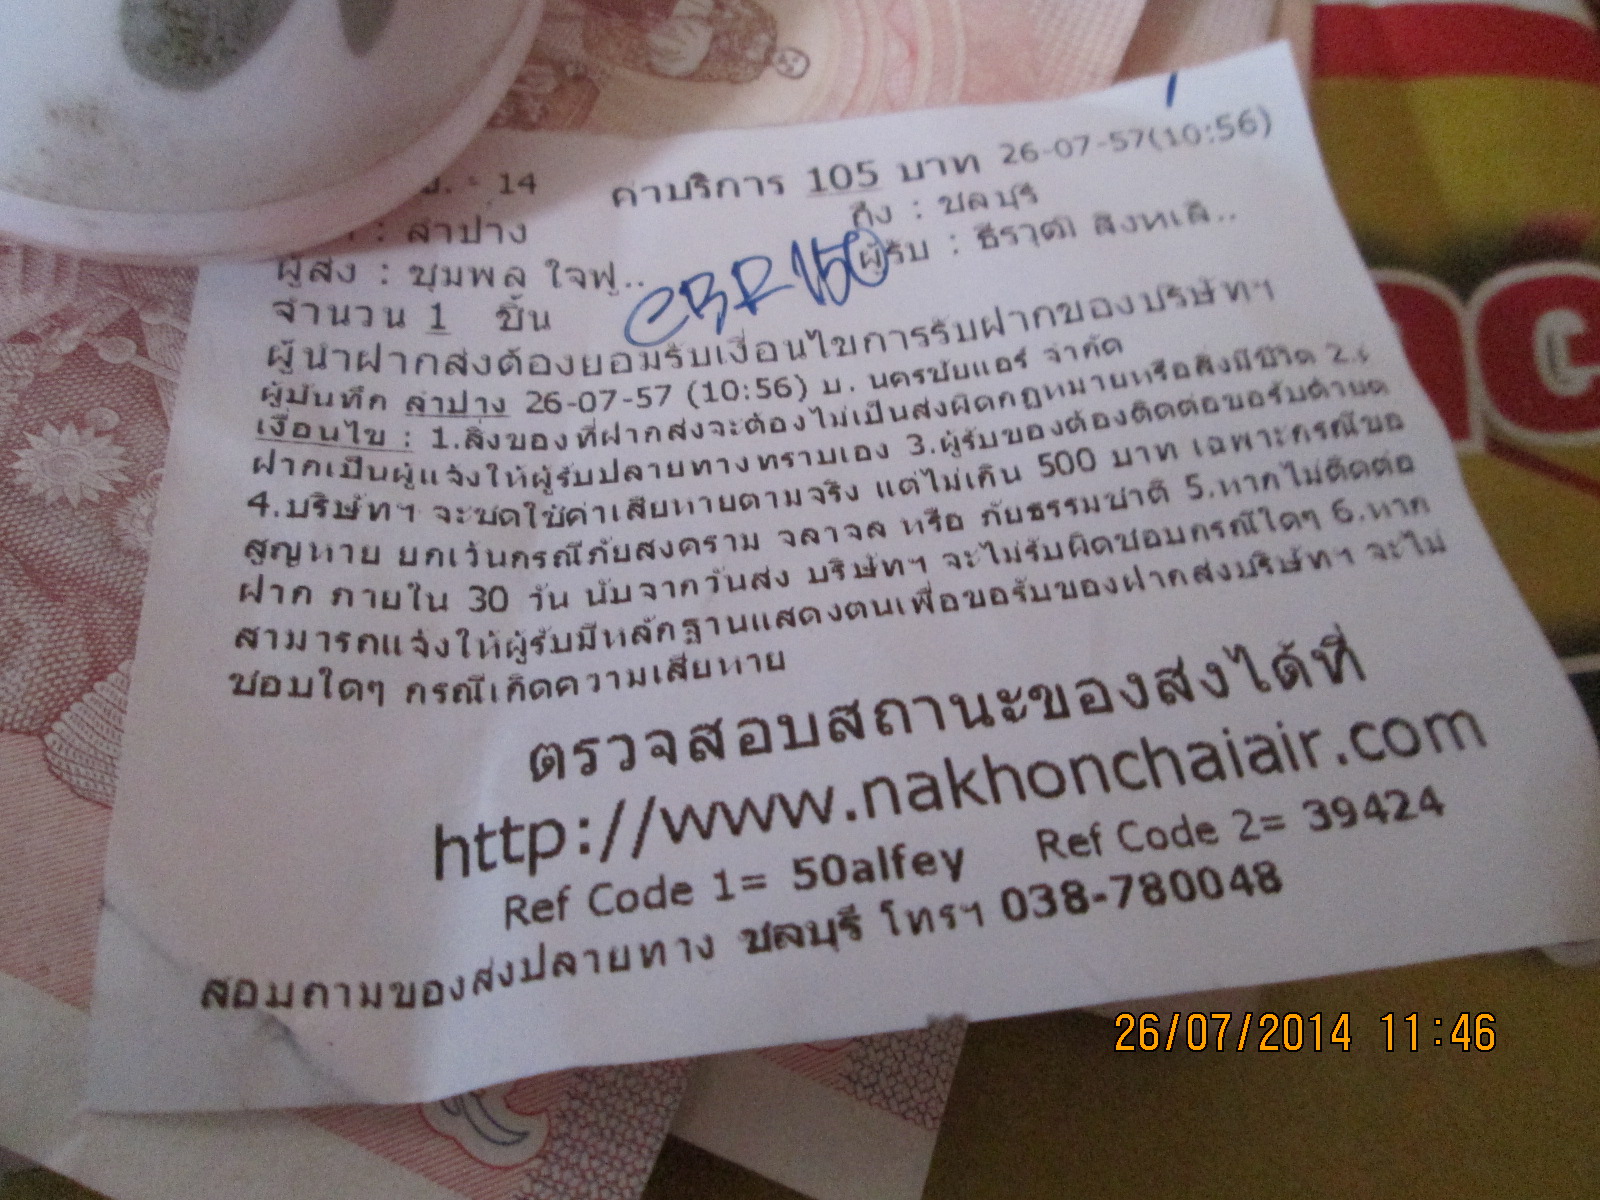 14 ค่าบริการ 105 บาท 26-07-57(10:56)
: ลำปาง ถึง : ชลบุรี
ผู้ส่ง : ชุมพล ใจฟู.. ผู้รับ : ธีราวุฒิ สิงหเส..
จำนวน 1 ชิ้น CBR150
ผู้นำฝากส่งต้องยอมรับเงื่อนไขการรับฝากของบริษัทฯ
ผู้บันทึก ลำปาง 26-07-57 (10:56) บ. นครชัยแอร์ จำกัด
เงื่อนไข : 1.สิ่งของที่ฝากส่งจะต้องไม่เป็นส่งผิดกฎหมายหรือสิ่งมีชีวิต 2.
ฝากเป็นผู้แจ้งให้ผู้รับปลายทางทราบเอง 3.ผู้รับของต้องติดต่อขอรับด้วยต
4.บริษัทฯ จะชดใช้ค่าเสียหายตามจริง แต่ไม่เกิน 500 บาท เฉพาะกรณีขอ
สูญหาย ยกเว้นกรณีภัยสงคราม จลาจล หรือ ภัยธรรมชาติ 5.หากไม่ติดต่อ
ฝาก ภายใน 30 วัน นับจากวันส่ง บริษัทฯ จะไม่รับผิดชอบกรณีใดๆ 6.หาก
สามารถแจ้งให้ผู้รับมีหลักฐานแสดงตนเพื่อขอรับของฝากส่งบริษัทฯ จะไม่
ชอบใดๆ กรณีเกิดความเสียหาย
ตรวจสอบสถานะของส่งได้ที่
http://www.nakhonchaiair.com
Ref Code 1= 50alfey Ref Code 2= 39424
สอบถามของส่งปลายทาง ชลบุรี โทรฯ 038-780048
26/07/2014 11:46